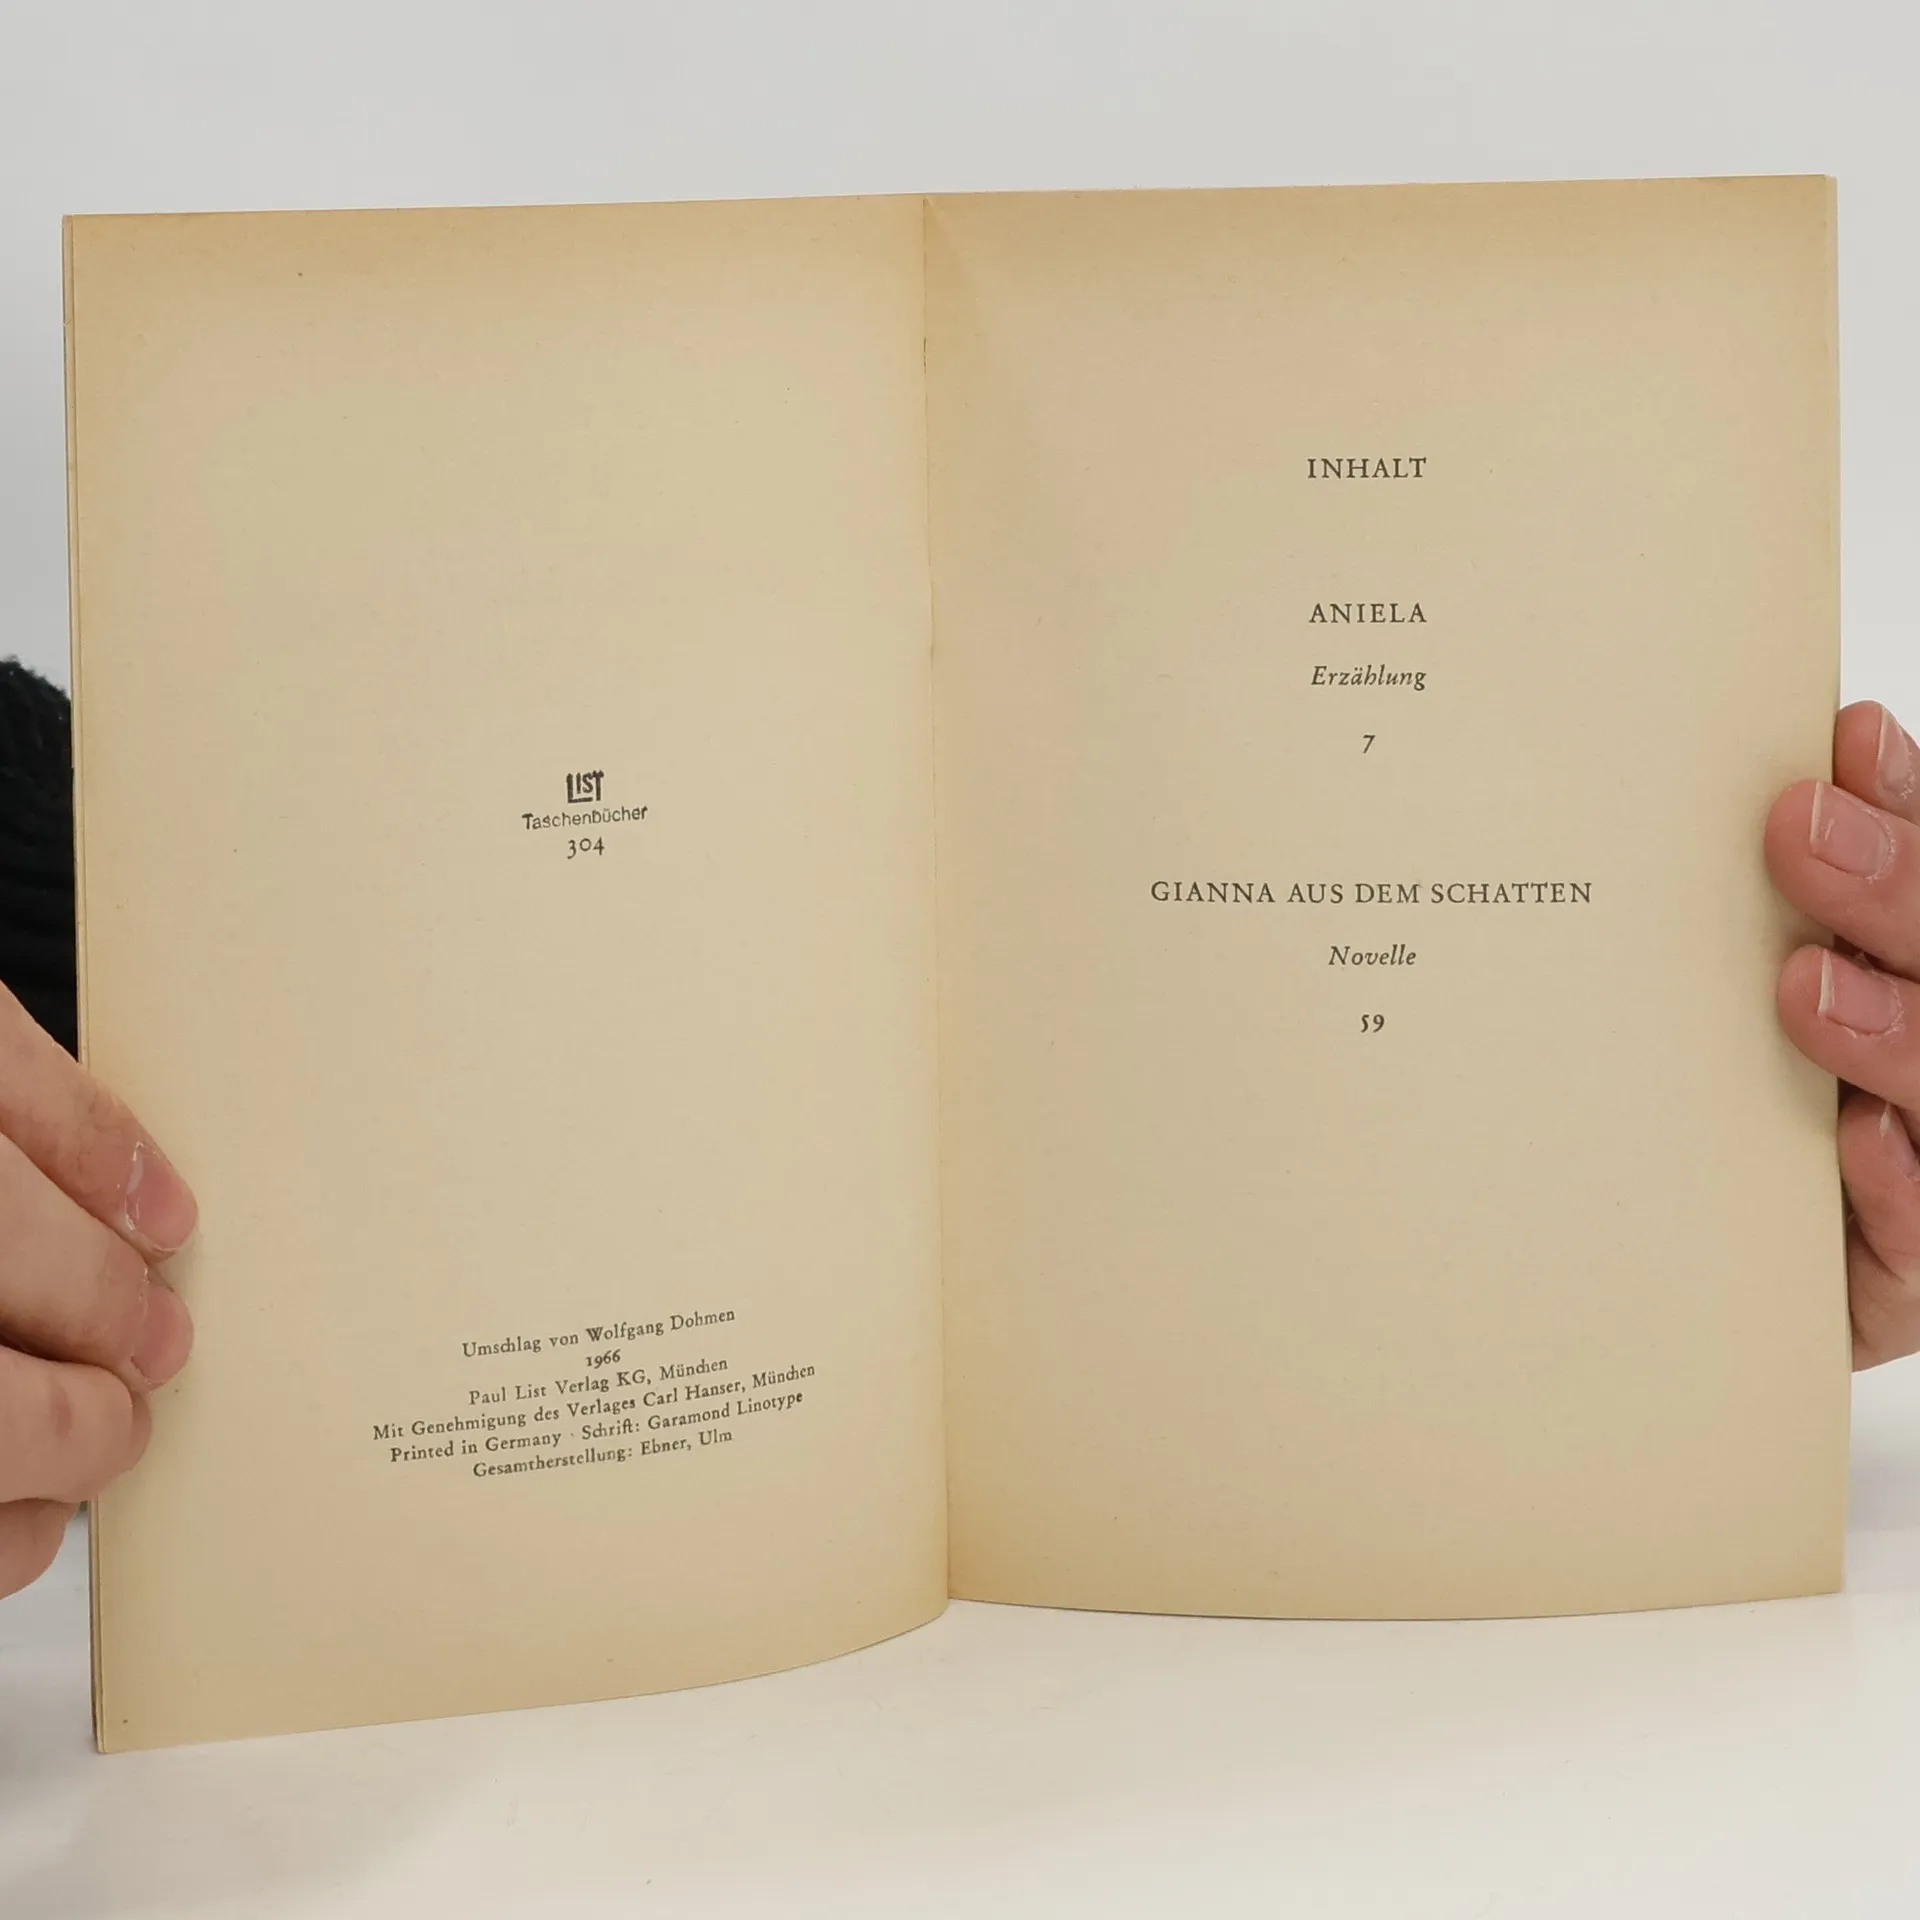 LIST
Taschenbücher
304
Umschlag von Wolfgang Dohmen
1966
Paul List Verlag KG, München
Mit Genehmigung des Verlages Carl Hanser, München
Printed in Germany · Schrift: Garamond Linotype
Gesamtherstellung: Ebner, Ulm
INHALT
ANIELA
Erzählung
7
GIANNA AUS DEM SCHATTEN
Novelle
59